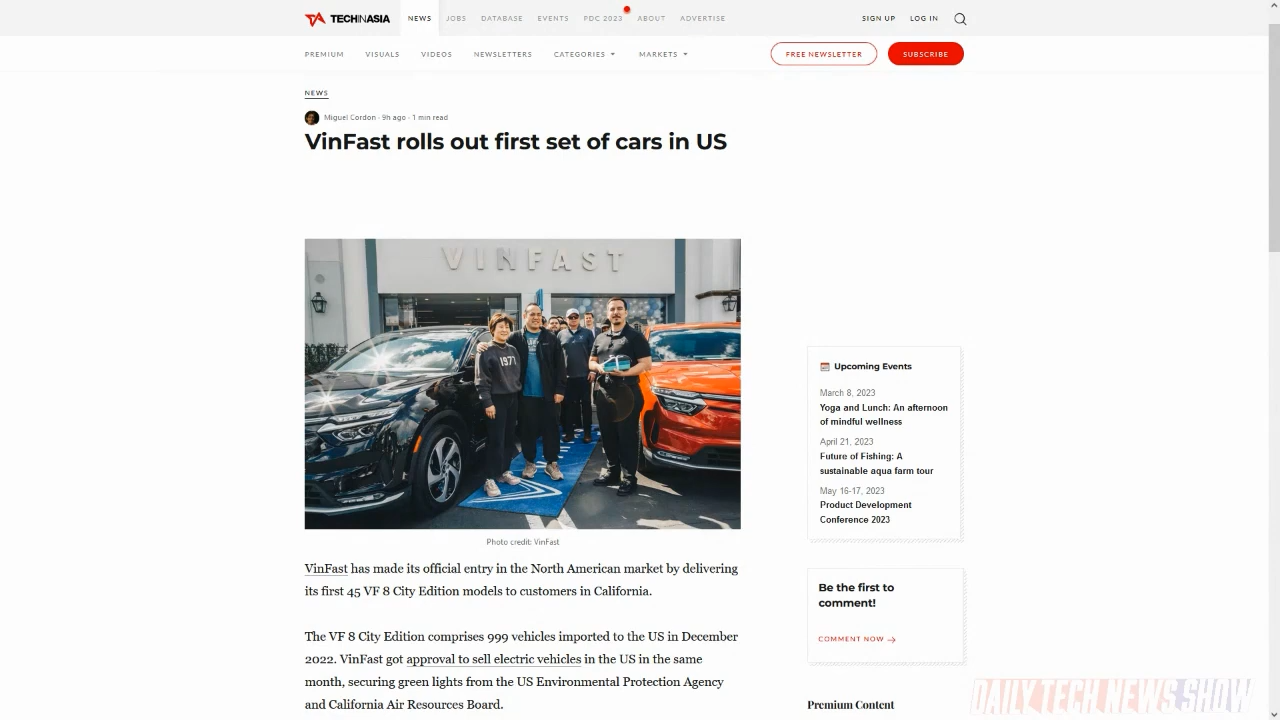 TECHINASIA
NEWS JOBS DATABASE EVENTS PDC 2023 ABOUT ADVERTISE
SIGN UP LOG IN
PREMIUM VISUALS VIDEOS NEWSLETTERS CATEGORIES MARKETS
FREE NEWSLETTER SUBSCRIBE
NEWS
Miguel Cordon · 9h ago · 1 min read
VinFast rolls out first set of cars in US
VINFAST
1971
Photo credit: VinFast
VinFast has made its official entry in the North American market by delivering
its first 45 VF 8 City Edition models to customers in California.
The VF 8 City Edition comprises 999 vehicles imported to the US in December
2022. VinFast got approval to sell electric vehicles in the US in the same
month, securing green lights from the US Environmental Protection Agency
and California Air Resources Board.
Upcoming Events
March 8, 2023
Yoga and Lunch: An afternoon
of mindful wellness
April 21, 2023
Future of Fishing: A
sustainable aqua farm tour
May 16-17, 2023
Product Development
Conference 2023
Be the first to
comment!
COMMENT NOW
Premium Content
DAILY TECH NEWS SHOW